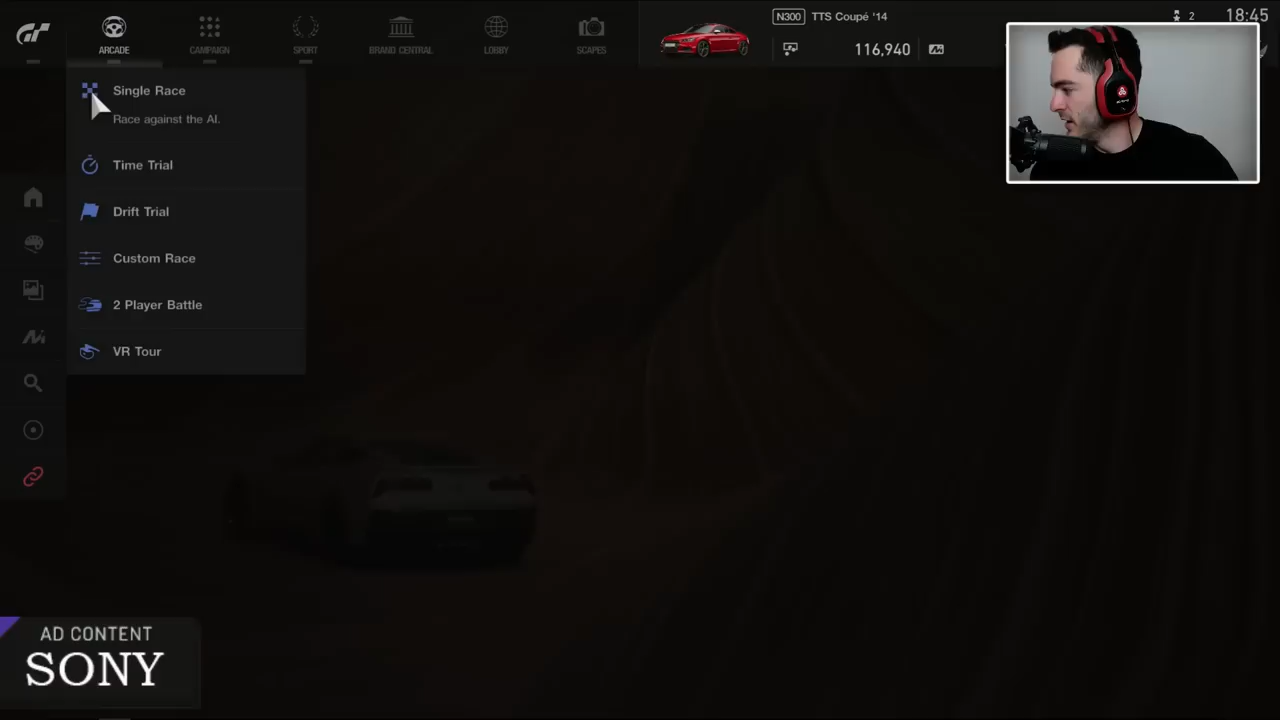 ARCADE
CAMPAIGN
SPORT
BRAND CENTRAL
LOBBY
SCAPES
N300 TTS Coupé '14
116,940
2
18:45
Single Race
Race against the AI.
Time Trial
Drift Trial
Custom Race
2 Player Battle
VR Tour
AD CONTENT
SONY